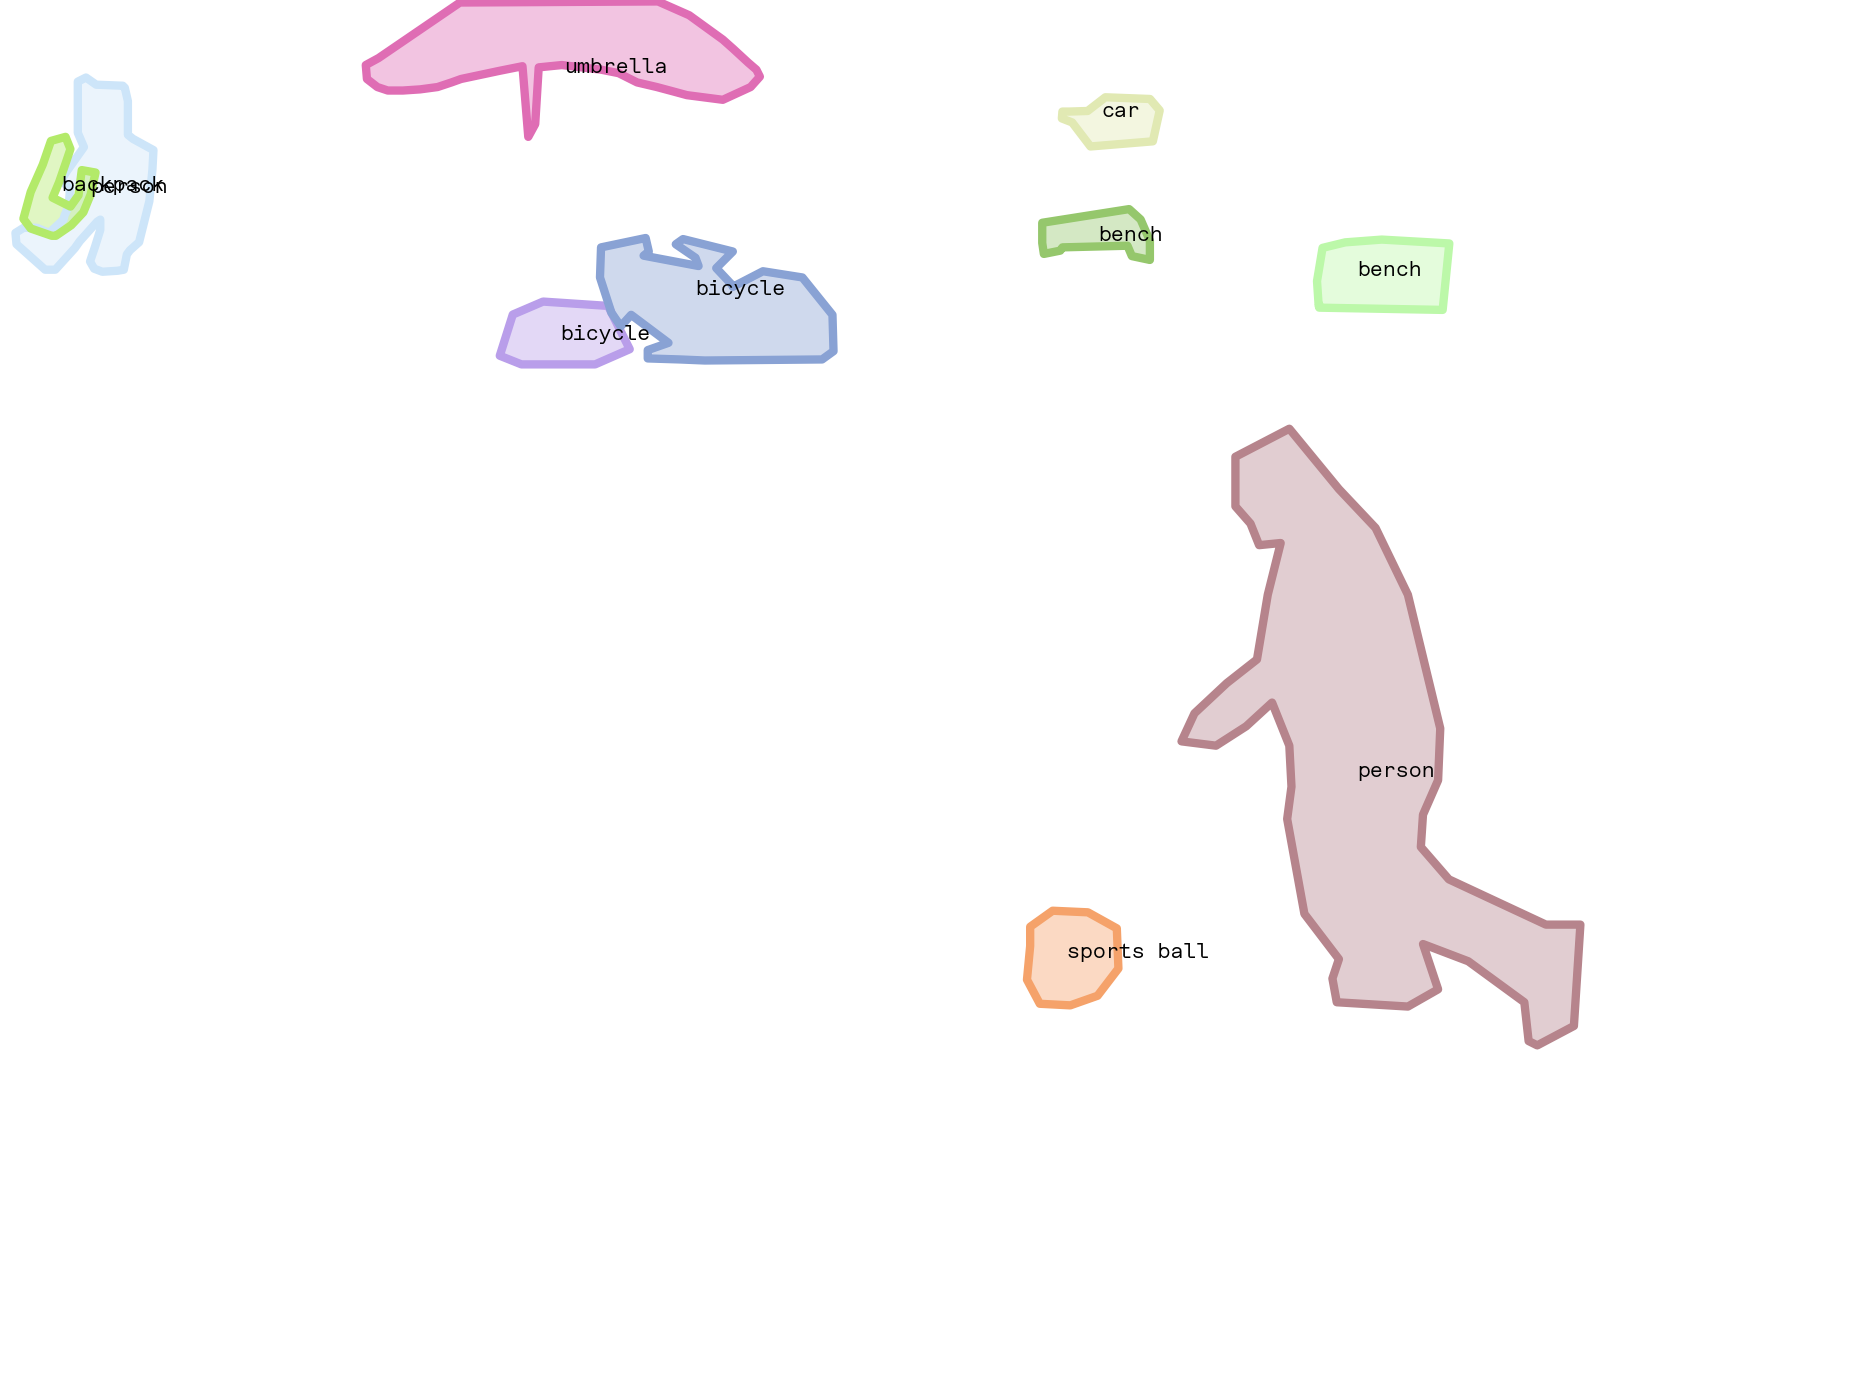 umbrella
car
backpack
person
bench
bench
bicycle
bicycle
person
sports ball